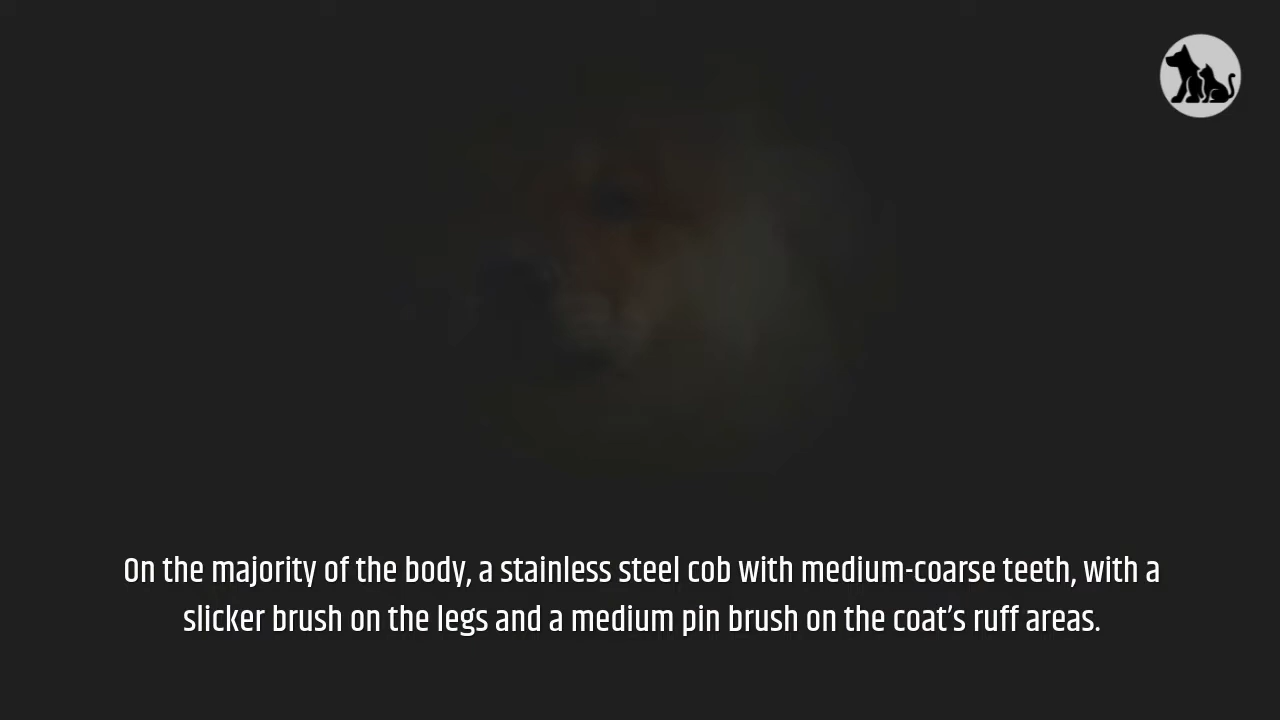 On the majority of the body, a stainless steel cob with medium-coarse teeth, with a
slicker brush on the legs and a medium pin brush on the coat’s ruff areas.